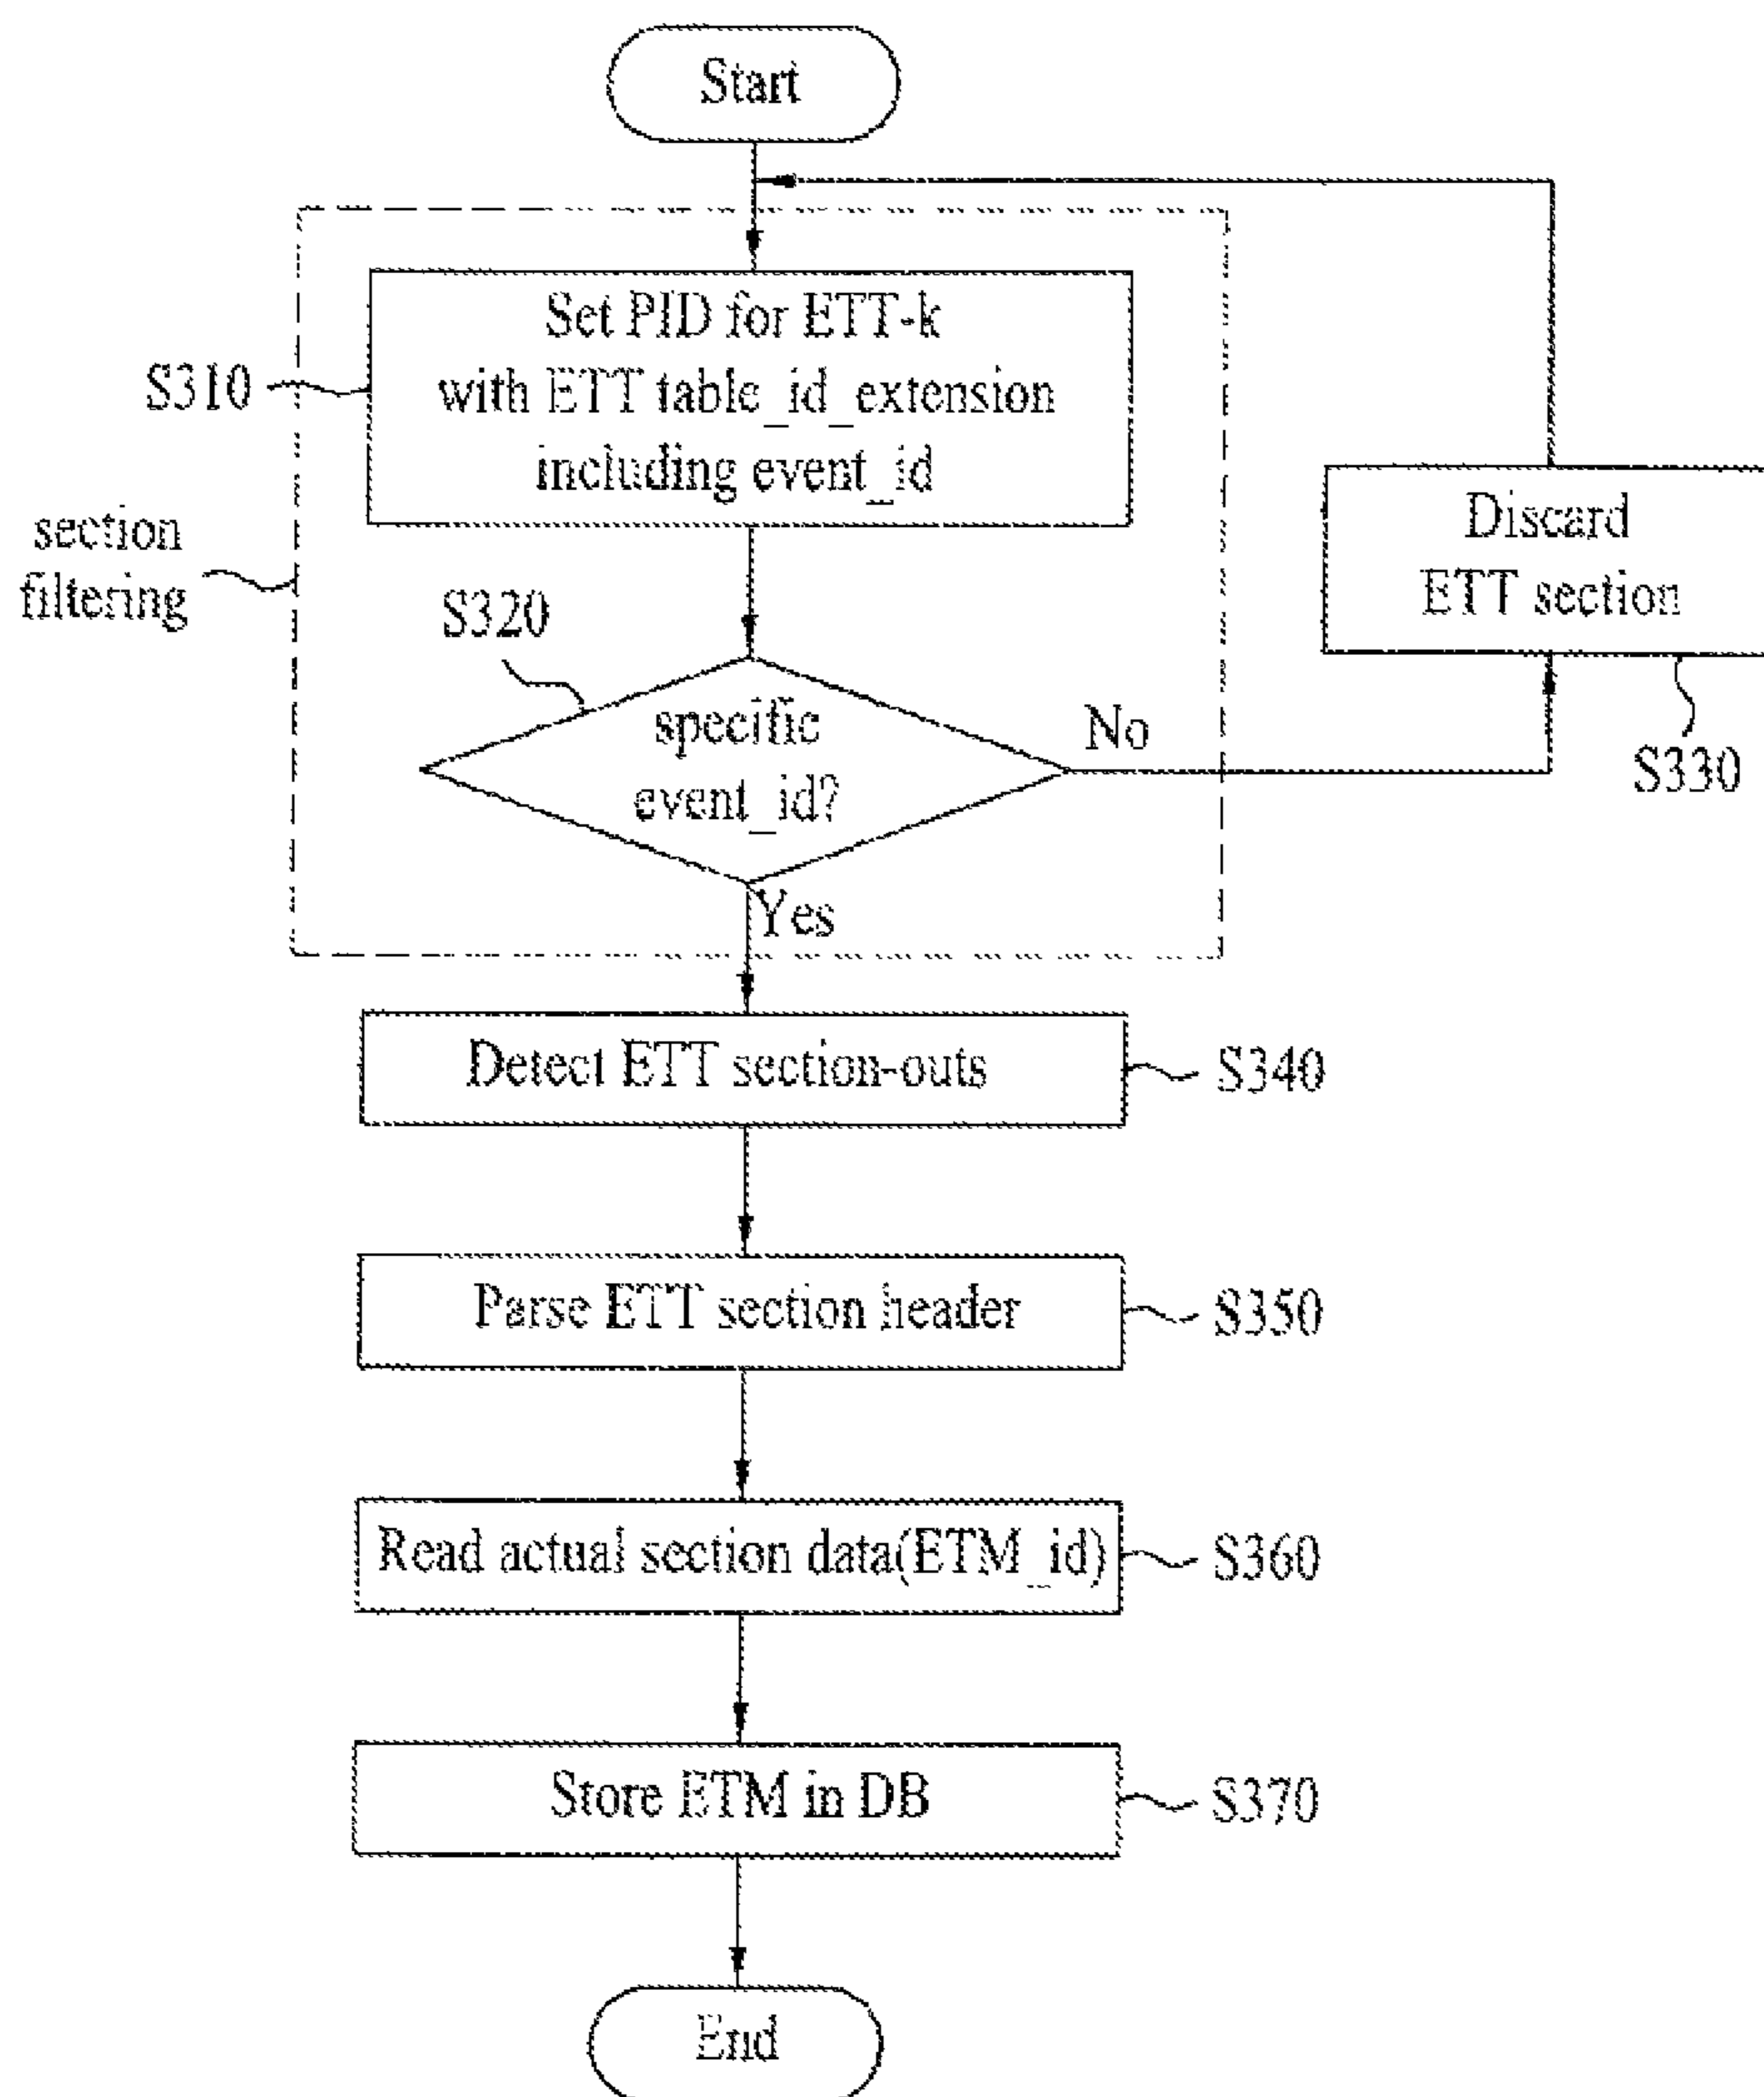 Start
Set PID for ETT-k
with ETT table_id_extension
including event_id
S310
section
filtering
Discard
ETT section
S330
S320
specific
event_id?
No
Yes
Detect ETT section-outs
S340
Parse ETT section header
S350
Read actual section data(ETM_id)
S360
Store ETM in DB
S370
End